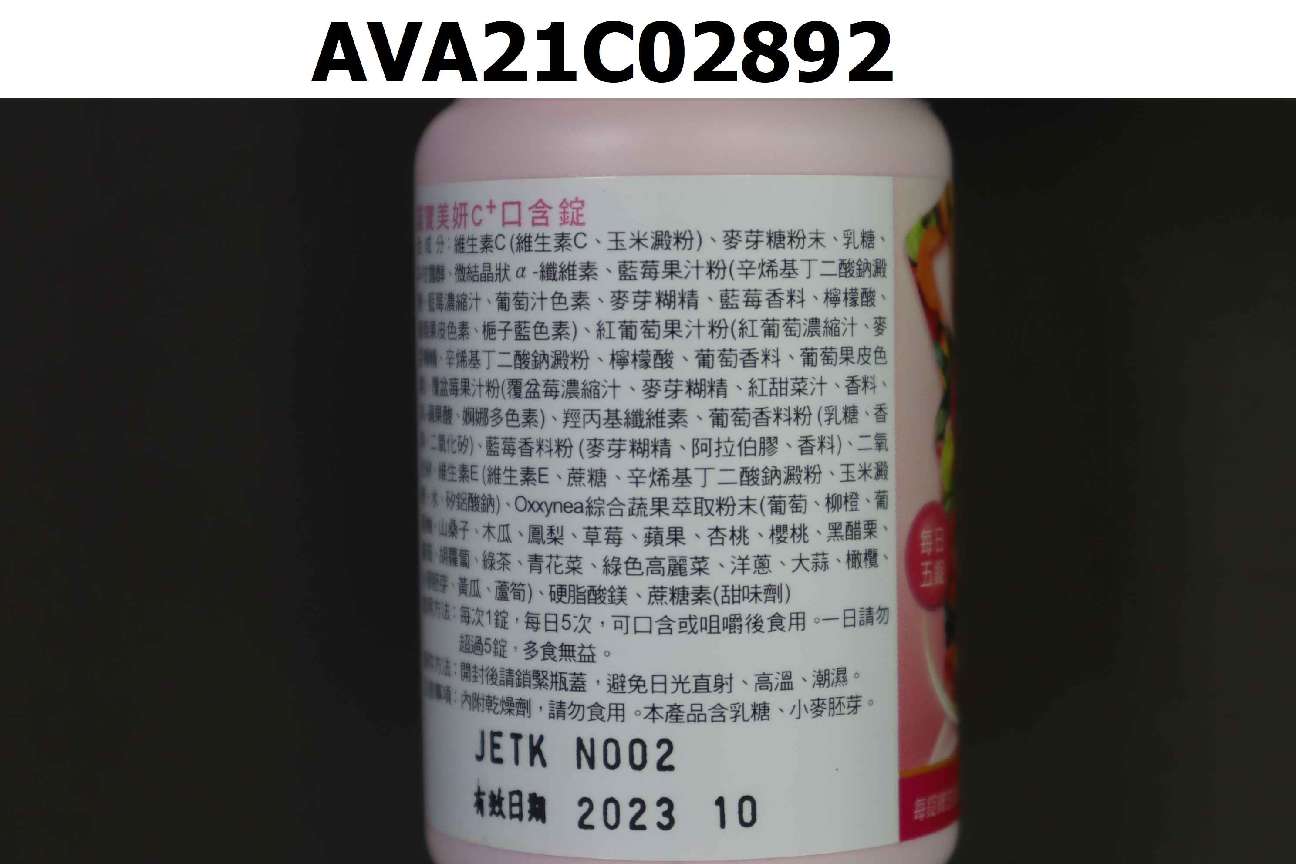 AVA21C02892
寶美妍C+口含錠
成分:維生素C(維生素C、玉米澱粉)、麥芽糖粉末、乳糖、
微結晶狀α-纖維素、藍莓果汁粉(辛烯基丁二酸鈉澱
藍莓濃縮汁、葡萄汁色素、麥芽糊精、藍莓香料、檸檬酸、
果皮色素、梔子藍色素)、紅葡萄果汁粉(紅葡萄濃縮汁、麥
辛烯基丁二酸鈉澱粉、檸檬酸、葡萄香料、葡萄果皮色
覆盆莓果汁粉(覆盆莓濃縮汁、麥芽糊精、紅甜菜汁、香料、
蘋果酸、婀娜多色素)、羥丙基纖維素、葡萄香料粉(乳糖、香
二氧化矽)、藍莓香料粉(麥芽糊精、阿拉伯膠、香料)、二氧
維生素E(維生素E、蔗糖、辛烯基丁二酸鈉澱粉、玉米澱
水、矽鋁酸鈉)、Oxxynea綜合蔬果萃取粉末(葡萄、柳橙、葡
山桑子、木瓜、鳳梨、草莓、蘋果、杏桃、櫻桃、黑醋栗、
胡蘿蔔、綠茶、青花菜、綠色高麗菜、洋蔥、大蒜、橄欖、
黃瓜、蘆筍)、硬脂酸鎂、蔗糖素(甜味劑)
方法:每次1錠,每日5次,可口含或咀嚼後食用。一日請勿
超過5錠,多食無益。
方法:開封後請鎖緊瓶蓋,避免日光直射、高溫、潮濕。
事項:內附乾燥劑,請勿食用。本產品含乳糖、小麥胚芽。
JETK N002
有效日期 2023 10
每日
五蔬